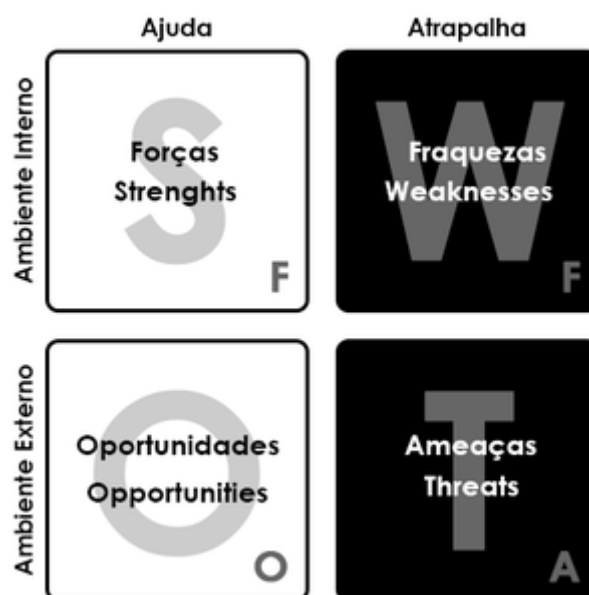 Ajuda
Atrapalha
Ambiente Interno
S
Forças
Strenghts
F
W
Fraquezas
Weaknesses
F
Ambiente Externo
O
Oportunidades
Opportunities
O
T
Ameaças
Threats
A